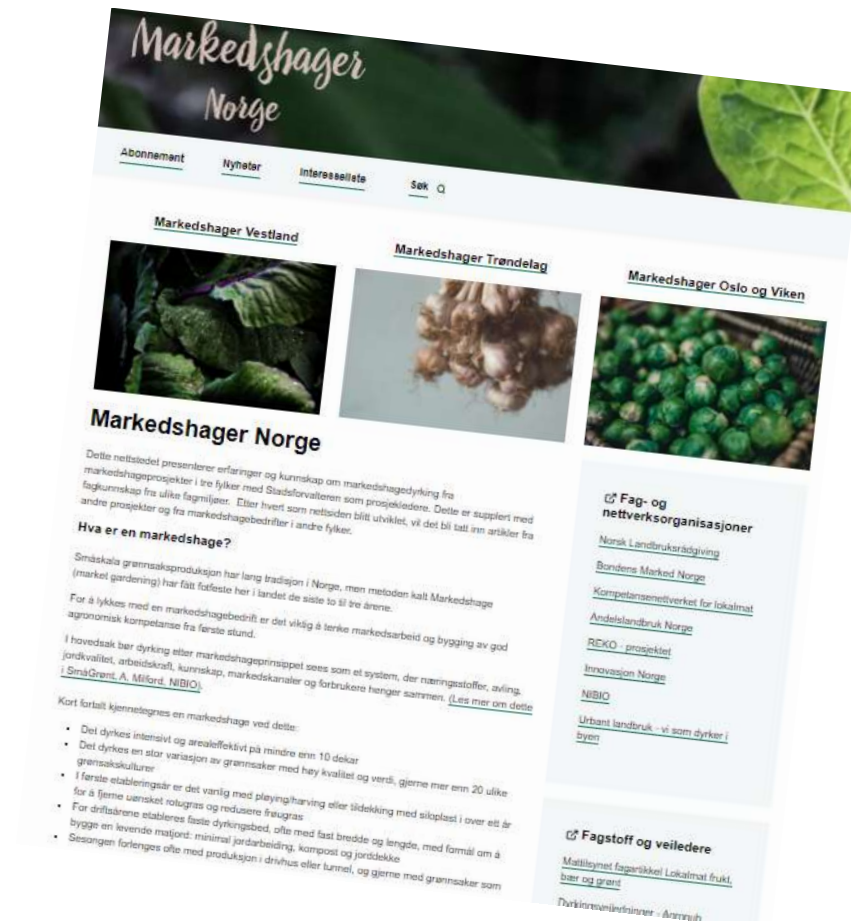 Markedshager
Norge
Abonnement
Nyheter
Interesseliste
Søk
Markedshager Vestland
Markedshager Trøndelag
Markedshager Oslo og Viken
Markedshager Norge
Dette nettstedet presenterer erfaringer og kunnskap om markedshagedyrking fra
markedshageprosjekter i tre fylker med Stadsforvalteren som prosjekledere. Dette er supplert med
fagkunnskap fra ulike fagmiljøer. Etter hvert som nettsiden blitt utviklet, vil det bli tatt inn artikler fra
andre prosjekter og fra markedshagebedrifter i andre fylker.
Hva er en markedshage?
Småskala grønnsaksproduksjon har lang tradisjon i Norge, men metoden kalt Markedshage
(market gardening) har fått fotfeste her i landet de siste to til tre årene.
For å lykkes med en markedshagebedrift er det viktig å tenke markedsarbeid og bygging av god
agronomisk kompetanse fra første stund.
I hovedsak bør dyrking etter markedshageprinsippet sees som et system, der næringsstoffer, avling,
jordkvalitet, arbeidskraft, kunnskap, markedskanaler og forbrukere henger sammen. (Les mer om dette
i SmåGrønt, A. Milford, NIBIO).
Kort fortalt kjennetegnes en markedshage ved dette:
• Det dyrkes intensivt og arealeffektivt på mindre enn 10 dekar
• Det dyrkes en stor variasjon av grønnsaker med høy kvalitet og verdi, gjerne mer enn 20 ulike
grønsakskulturer
• I første etableringsår er det vanlig med pløying/harving eller tildekking med siloplast i over ett år
for å fjerne uønsket rotugras og redusere frøugras
• For driftsårene etableres faste dyrkingsbed, ofte med fast bredde og lengde, med formål om å
bygge en levende matjord: minimal jordarbeiding, kompost og jorddekke
• Sesongen forlenges ofte med produksjon i drivhus eller tunnel, og gjerne med grønnsaker som
Fag- og
nettverksorganisasjoner
Norsk Landbruksrådgiving
Bondens Marked Norge
Kompetansenettverket for lokalmat
Andelslandbruk Norge
REKO - prosjektet
Innovasjon Norge
NIBIO
Urbant landbruk - vi som dyrker i
byen
Fagstoff og veiledere
Mattilsynet fagartikkel Lokalmat frukt,
bær og grønt
Dyrkingsveiledninger - Agropub